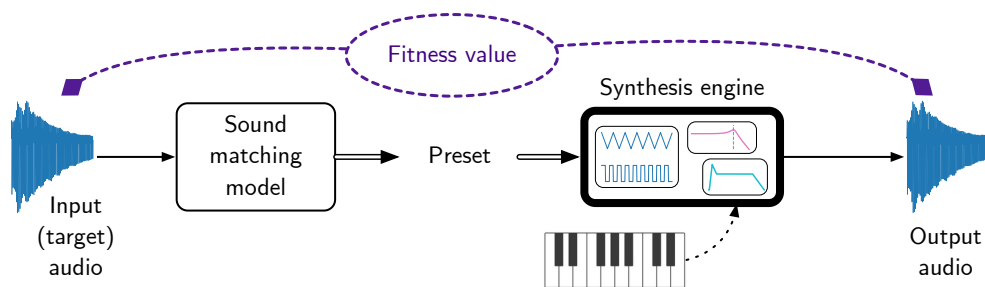 Fitness value
Synthesis engine
Sound
matching
model
Preset
Input
(target)
audio
Output
audio